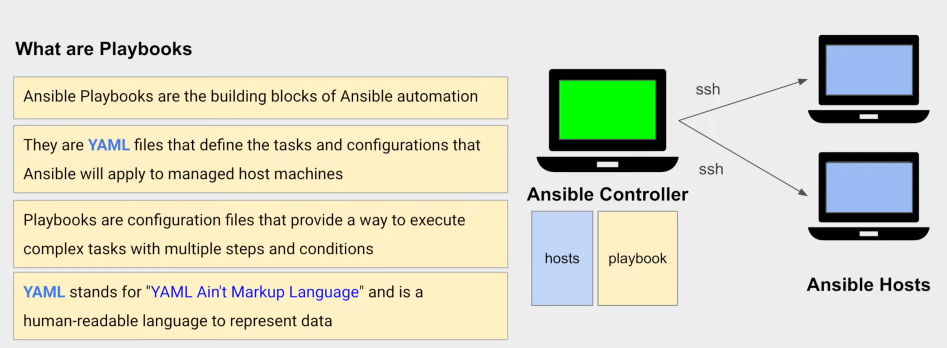 What are Playbooks
Ansible Playbooks are the building blocks of Ansible automation
They are YAML files that define the tasks and configurations that
Ansible will apply to managed host machines
Playbooks are configuration files that provide a way to execute
complex tasks with multiple steps and conditions
YAML stands for "YAML Ain't Markup Language" and is a
human-readable language to represent data
ssh
ssh
Ansible Controller
hosts
playbook
Ansible Hosts